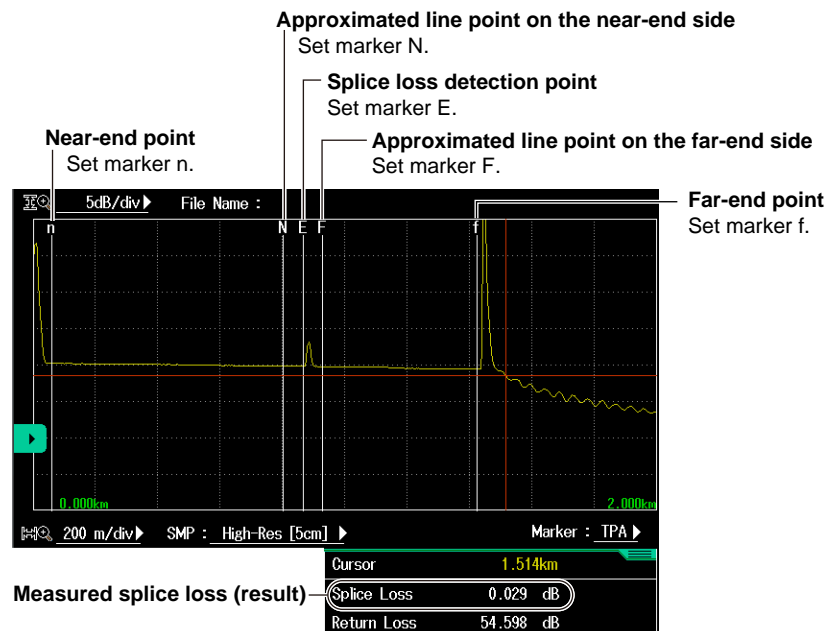 Approximated line point on the near-end side
Set marker N.
Splice loss detection point
Set marker E.
Near-end point
Set marker n.
Approximated line point on the far-end side
Set marker F.
Far-end point
Set marker f.
5dB/div File Name :
n N E F f
0.000km 2.000km
200 m/div SMP : High-Res [5cm] Marker : TPA
Cursor 1.514km
Measured splice loss (result) Splice Loss 0.029 dB
Return Loss 54.598 dB